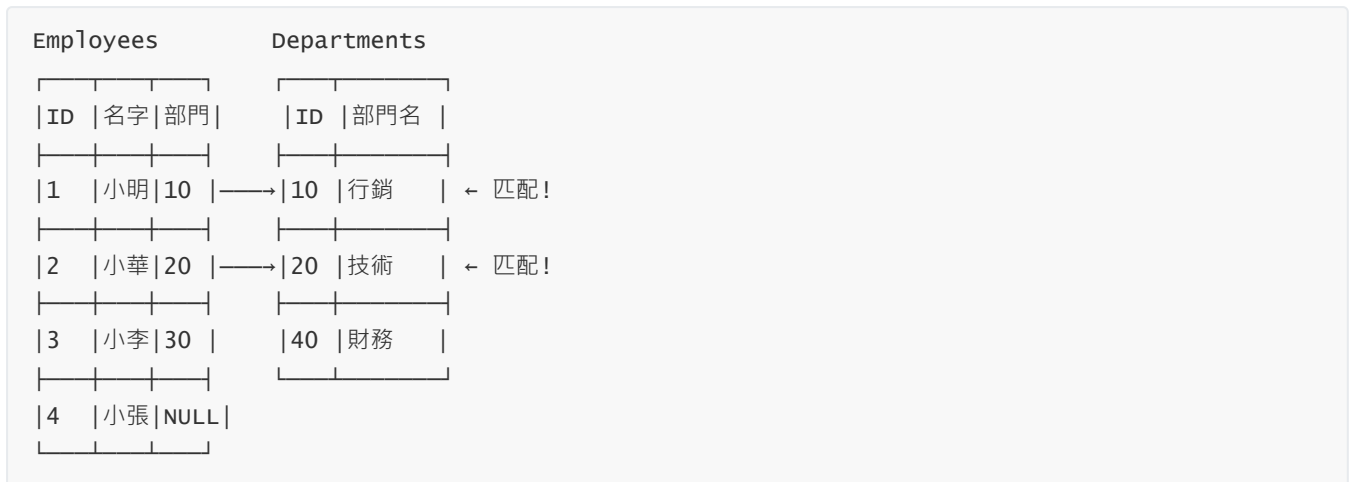 Employees        Departments
┌───┬───┬───┐    ┌───┬───────┐
|ID |名字|部門|    |ID |部門名 |
├───┼───┼───┤    ├───┼───────┤
|1  |小明|10 |───→|10 |行銷   | ← 匹配!
├───┼───┼───┤    ├───┼───────┤
|2  |小華|20 |───→|20 |技術   | ← 匹配!
├───┼───┼───┤    ├───┼───────┤
|3  |小李|30 |    |40 |財務   |
├───┼───┼───┤    └───┴───────┘
|4  |小張|NULL|
└───┴───┴───┘